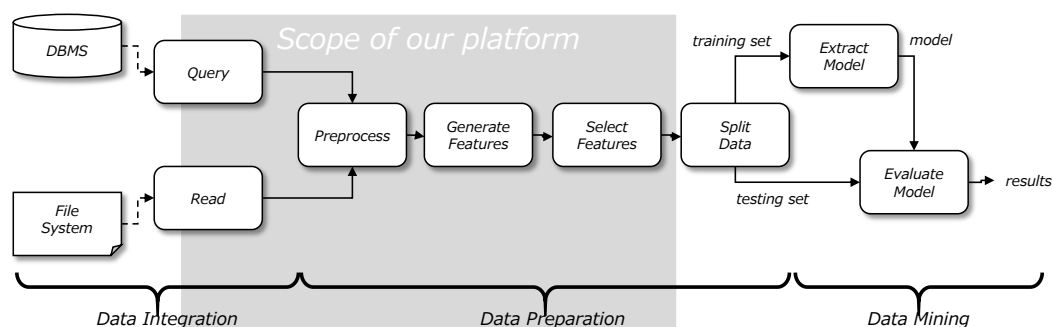 Scope of our platform
DBMS
Query
File
System
Read
Preprocess
Generate
Features
Select
Features
Split
Data
training set
testing set
Extract
Model
model
Evaluate
Model
results
Data Integration
Data Preparation
Data Mining